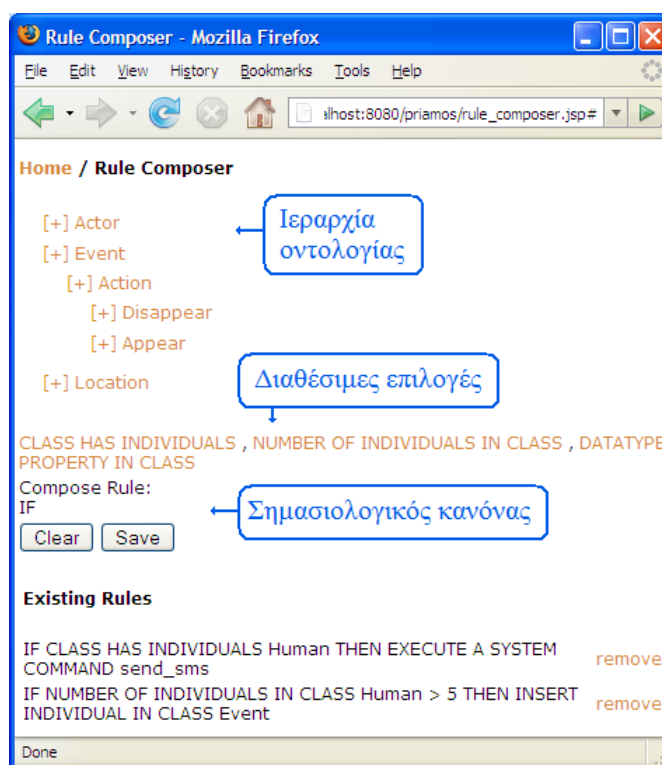 Rule Composer - Mozilla Firefox
File Edit View History Bookmarks Tools Help
alhost:8080/priamos/rule_composer.jsp#
Home / Rule Composer
[+] Actor
Ιεραρχία
οντολογίας
[+] Event
[+] Action
[+] Disappear
[+] Appear
[+] Location
Διαθέσιμες επιλογές
CLASS HAS INDIVIDUALS , NUMBER OF INDIVIDUALS IN CLASS , DATATYPE
PROPERTY IN CLASS
Compose Rule:
IF
Σημασιολογικός κανόνας
Clear Save
Existing Rules
IF CLASS HAS INDIVIDUALS Human THEN EXECUTE A SYSTEM
COMMAND send_sms
remove
IF NUMBER OF INDIVIDUALS IN CLASS Human > 5 THEN INSERT
INDIVIDUAL IN CLASS Event
remove
Done